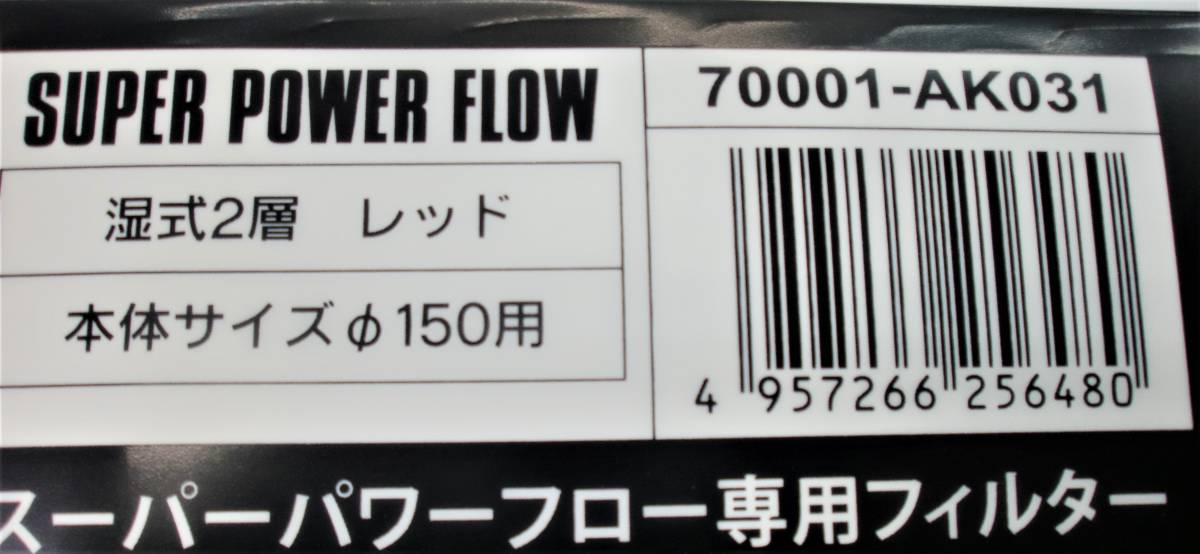 SUPER POWER FLOW
70001-AK031
湿式2層　レッド
本体サイズφ150用
4 957266 256480
スーパーパワーフロー専用フィルター